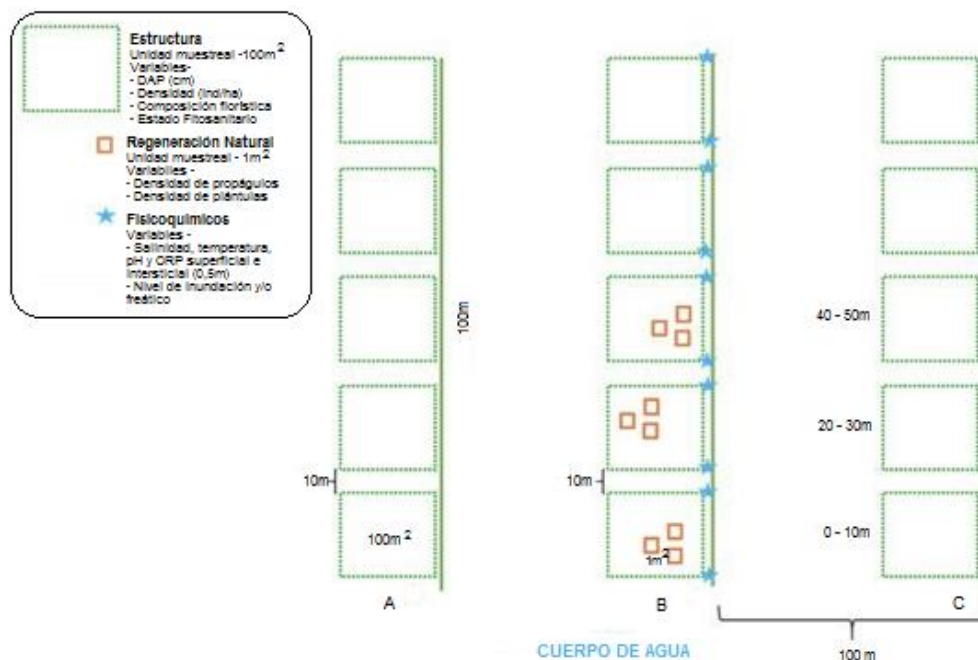 Estructura
Unidad muestreal -100m²
Variables-
- DAP (cm)
- Densidad (ind/ha)
- Composición florística
- Estado Fitosanitario
Regeneración Natural
Unidad muestreal - 1m²
Variables -
- Densidad de propágulos
- Densidad de plántulas
Fisicoquímicos
Variables -
- Salinidad, temperatura,
pH y ORP superficial e
intersticial (0,5m)
- Nivel de inundación y/o
freático
100m
10m
100m²
A
10m
1m²
B
40 - 50m
20 - 30m
0 - 10m
C
CUERPO DE AGUA
100 m